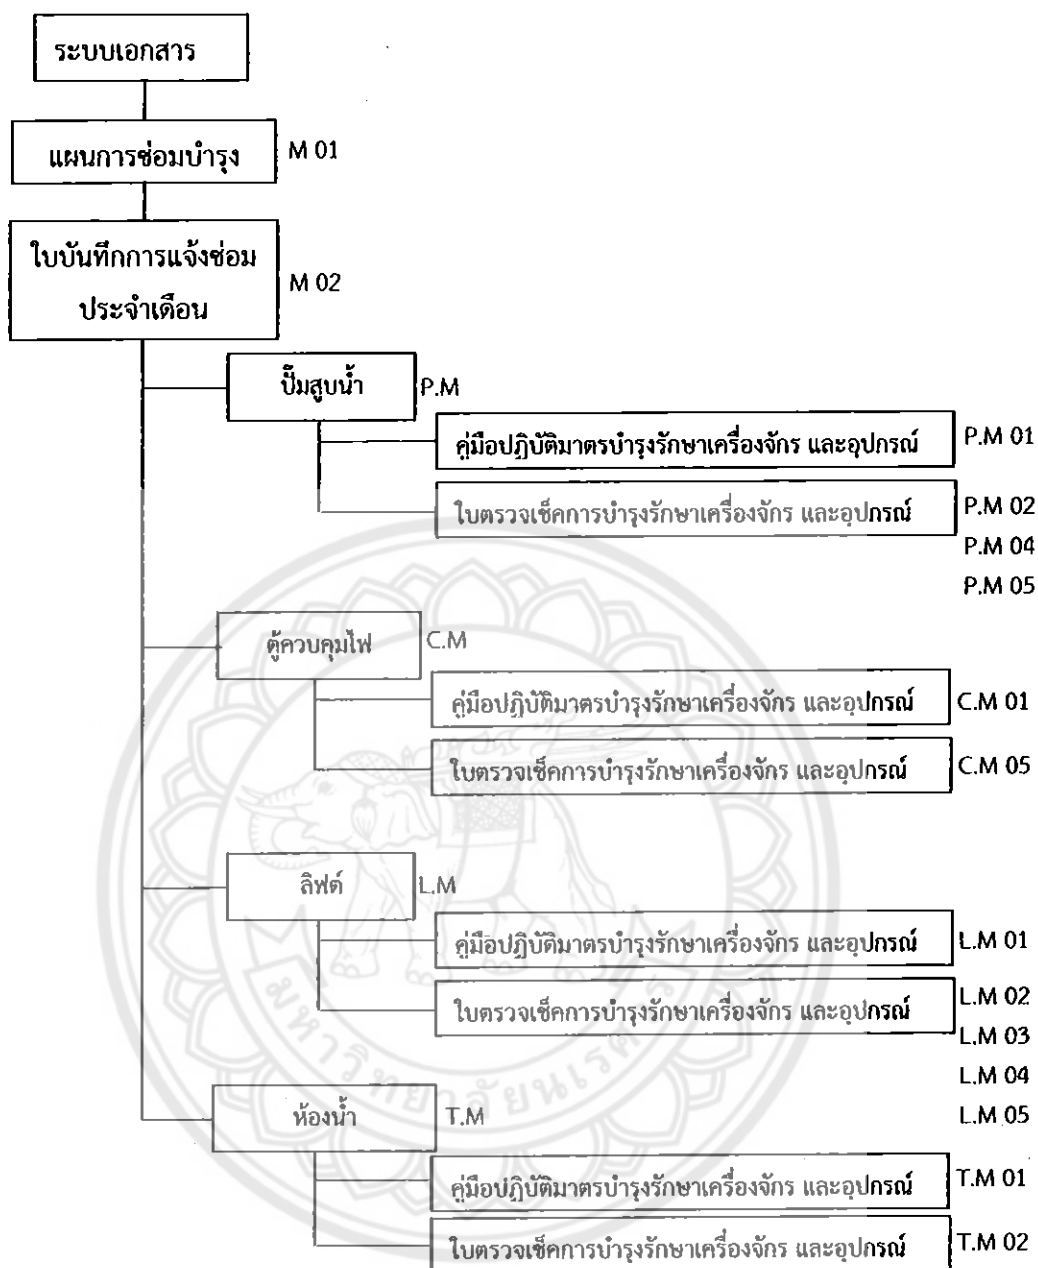 ระบบเอกสาร
แผนการซ่อมบำรุง M 01
ใบบันทึกการแจ้งซ่อม
ประจำเดือน M 02
ปั๊มสูบน้ำ P.M
คู่มือปฏิบัติมาตรบำรุงรักษาเครื่องจักร และอุปกรณ์ P.M 01
ใบตรวจเช็คการบำรุงรักษาเครื่องจักร และอุปกรณ์ P.M 02
P.M 04
P.M 05
ตู้ควบคุมไฟ C.M
คู่มือปฏิบัติมาตรบำรุงรักษาเครื่องจักร และอุปกรณ์ C.M 01
ใบตรวจเช็คการบำรุงรักษาเครื่องจักร และอุปกรณ์ C.M 05
ลิฟต์ L.M
คู่มือปฏิบัติมาตรบำรุงรักษาเครื่องจักร และอุปกรณ์ L.M 01
ใบตรวจเช็คการบำรุงรักษาเครื่องจักร และอุปกรณ์ L.M 02
L.M 03
L.M 04
L.M 05
มหาวิทยาลัยนเรศวร
ห้องน้ำ T.M
คู่มือปฏิบัติมาตรบำรุงรักษาเครื่องจักร และอุปกรณ์ T.M 01
ใบตรวจเช็คการบำรุงรักษาเครื่องจักร และอุปกรณ์ T.M 02